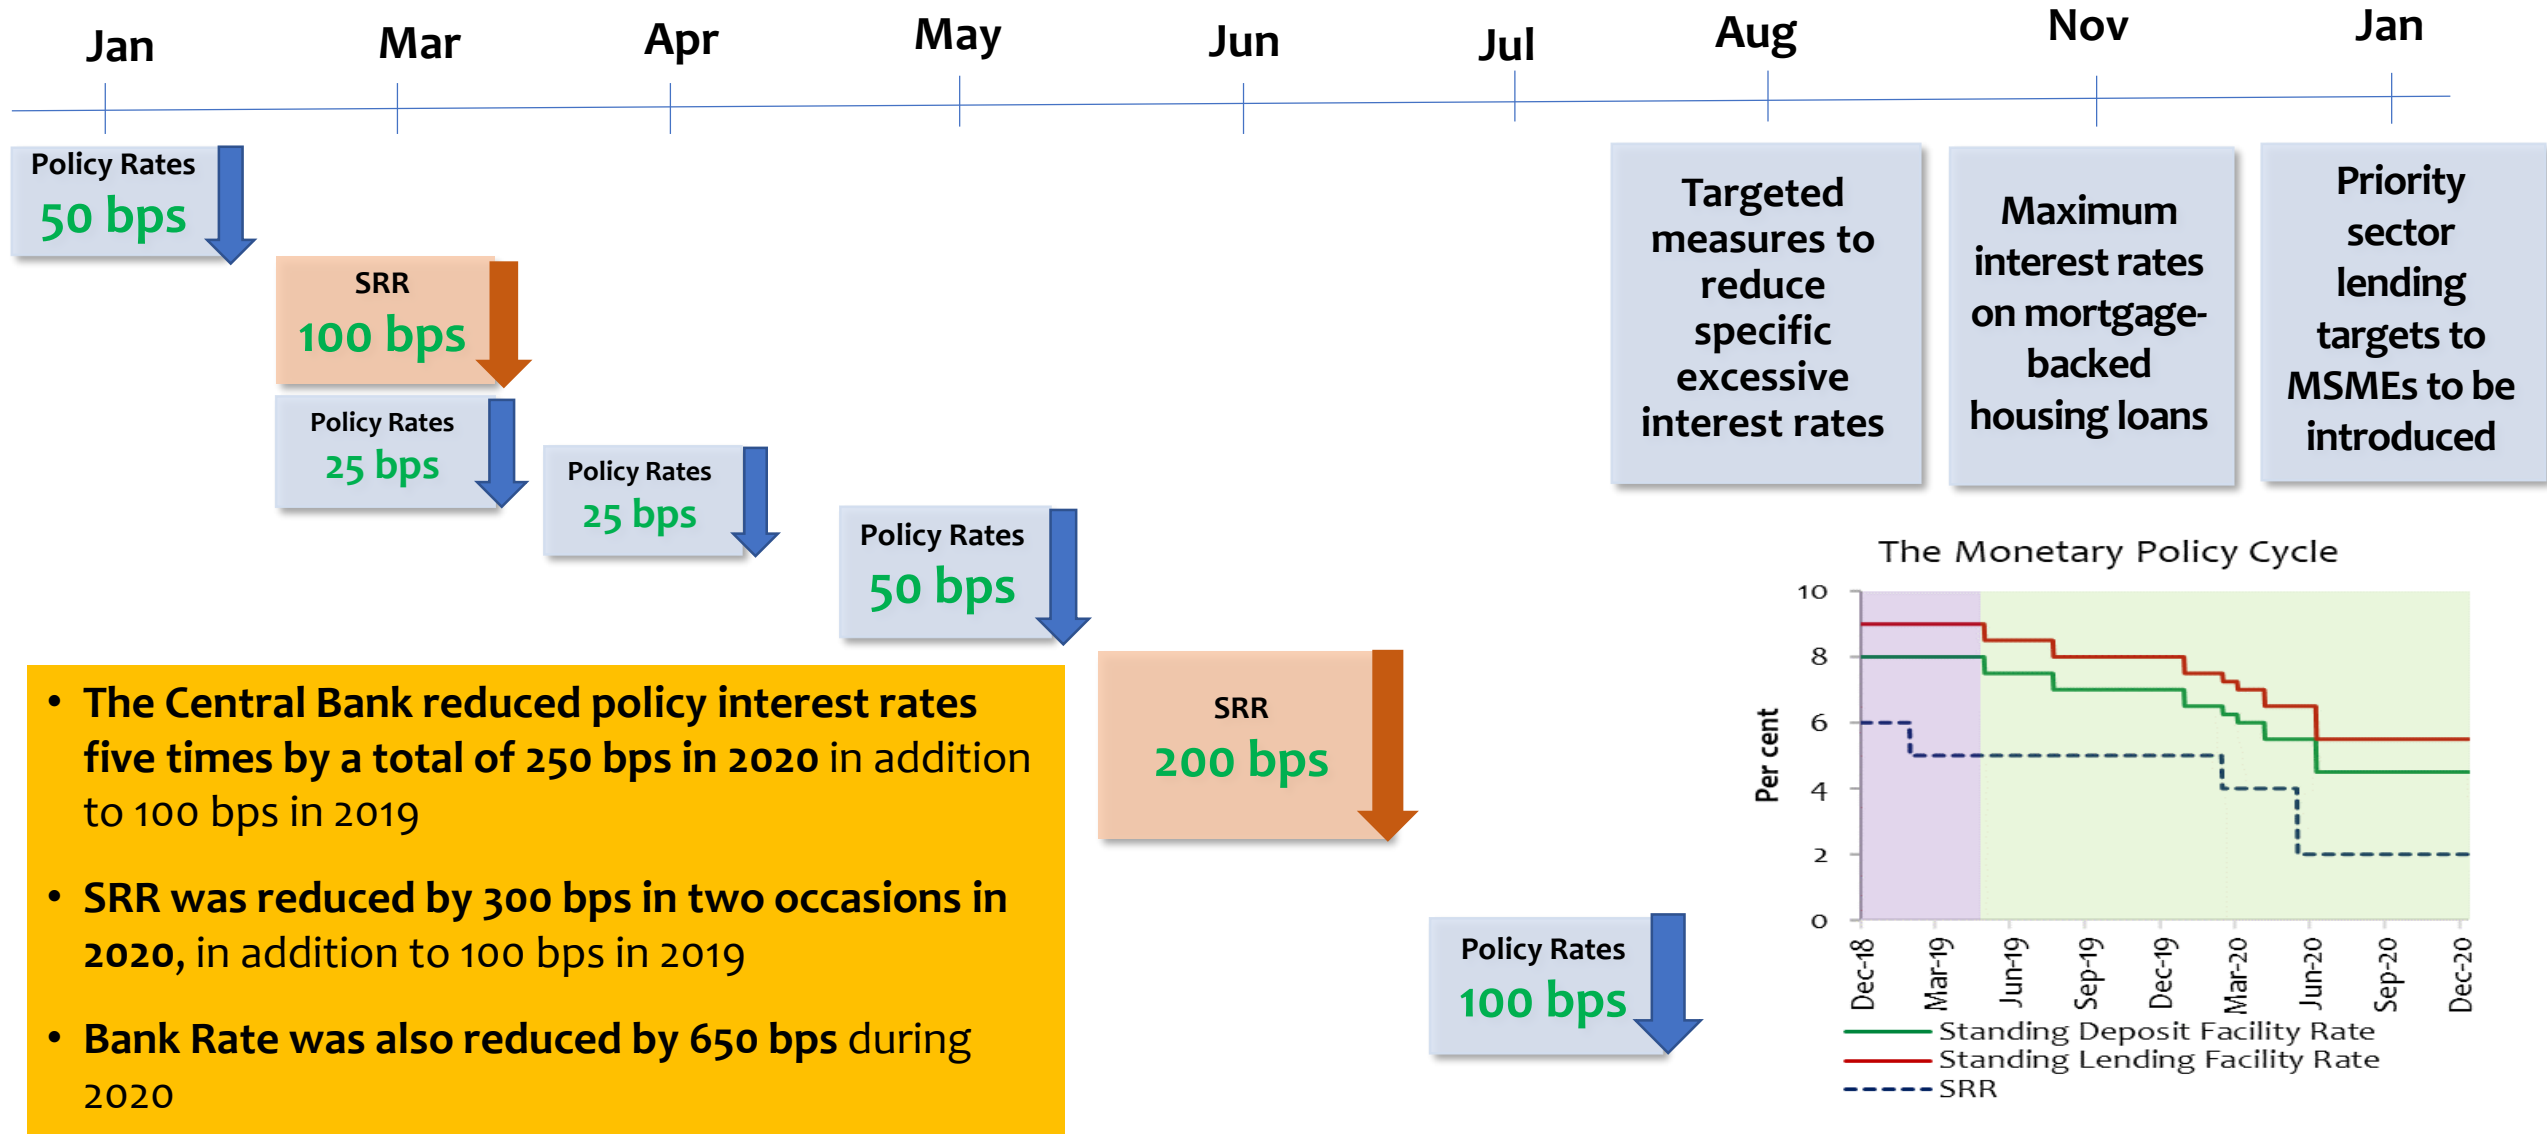 Jan
Mar
Apr
May
Jun
Jul
Aug
Nov
Jan
Policy Rates
50 bps
SRR
100 bps
Policy Rates
25 bps
Policy Rates
25 bps
Policy Rates
50 bps
SRR
200 bps
Policy Rates
100 bps
Targeted
measures to
reduce
specific
excessive
interest rates
Maximum
interest rates
on mortgage-
backed
housing loans
Priority
sector
lending
targets to
MSMEs to be
introduced
• The Central Bank reduced policy interest rates
five times by a total of 250 bps in 2020 in addition
to 100 bps in 2019
• SRR was reduced by 300 bps in two occasions in
2020, in addition to 100 bps in 2019
• Bank Rate was also reduced by 650 bps during
2020
The Monetary Policy Cycle
Per cent
10
8
6
4
2
0
Dec-18
Mar-19
Jun-19
Sep-19
Dec-19
Mar-20
Jun-20
Sep-20
Dec-20
Standing Deposit Facility Rate
Standing Lending Facility Rate
SRR